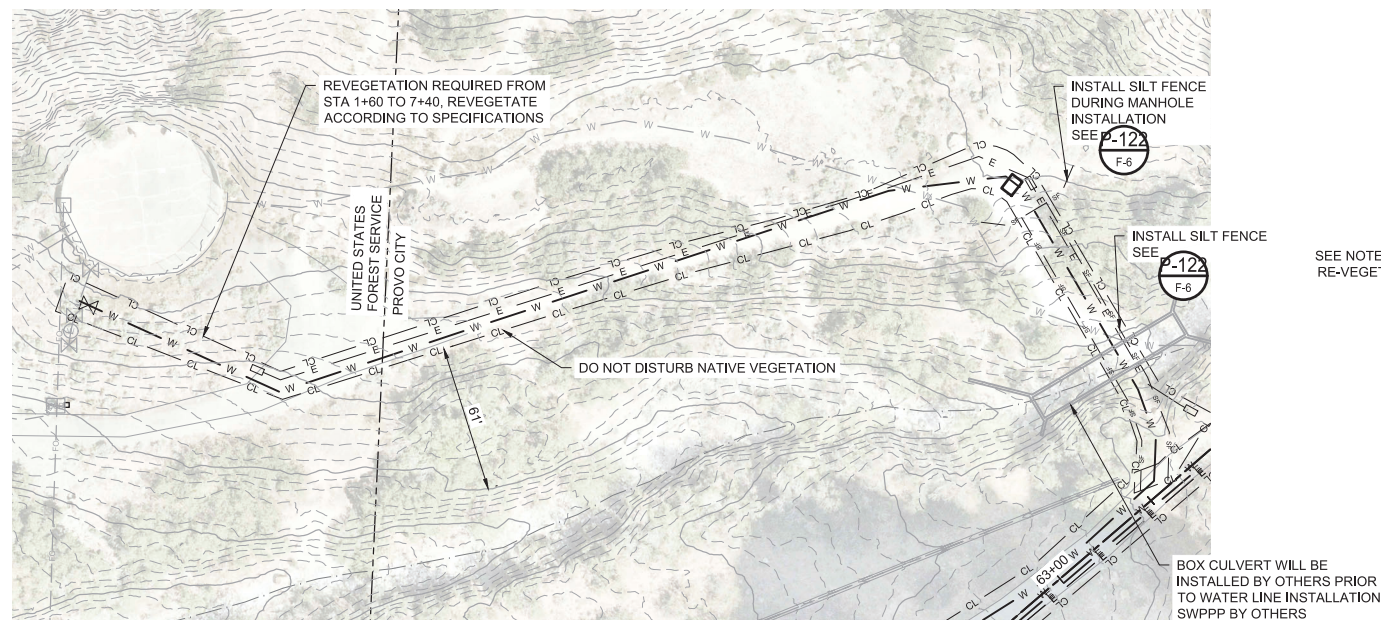 REVEGETATION REQUIRED FROM
STA 1+60 TO 7+40, REVEGETATE
ACCORDING TO SPECIFICATIONS
UNITED STATES
FOREST SERVICE
PROVO CITY
INSTALL SILT FENCE
DURING MANHOLE
INSTALLATION
SEE P-122
F-6
INSTALL SILT FENCE
SEE P-122
F-6
SEE NOTE
RE-VEGET
DO NOT DISTURB NATIVE VEGETATION
61'
63+00
BOX CULVERT WILL BE
INSTALLED BY OTHERS PRIOR
TO WATER LINE INSTALLATION
SWPPP BY OTHERS